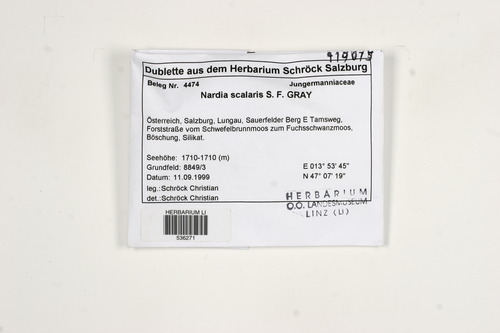 419075
Dublette aus dem Herbarium Schröck Salzburg
Beleg Nr. 4474 Jungermanniaceae
Nardia scalaris S. F. GRAY
Österreich, Salzburg, Lungau, Sauerfelder Berg E Tamsweg,
Forststraße vom Schwefelbrunnmoos zum Fuchsschwanzmoos,
Böschung, Silikat.
Seehöhe: 1710-1710 (m)
Grundfeld: 8849/3 E 013° 53' 45"
Datum: 11.09.1999 N 47° 07' 19"
leg.:Schröck Christian
det.:Schröck Christian
HERBARIUM
O.Ö. LANDESMUSEUM
LINZ (LI)
HERBARIUM LI
536271